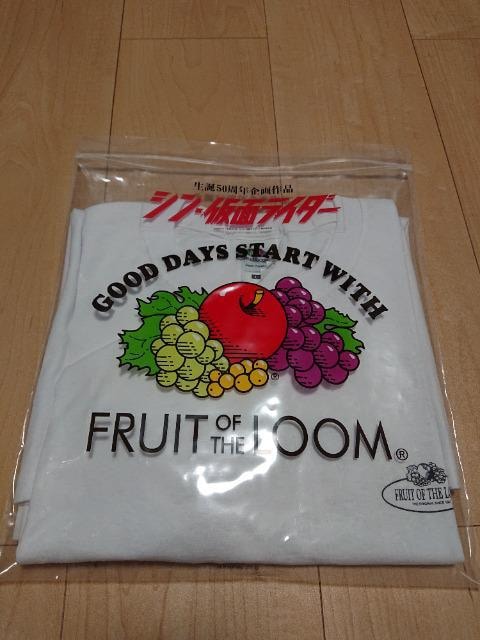 生誕50周年企画作品
シン・仮面ライダー
GOOD DAYS START WITH
FRUIT OF THE LOOM®
FRUIT OF THE LO